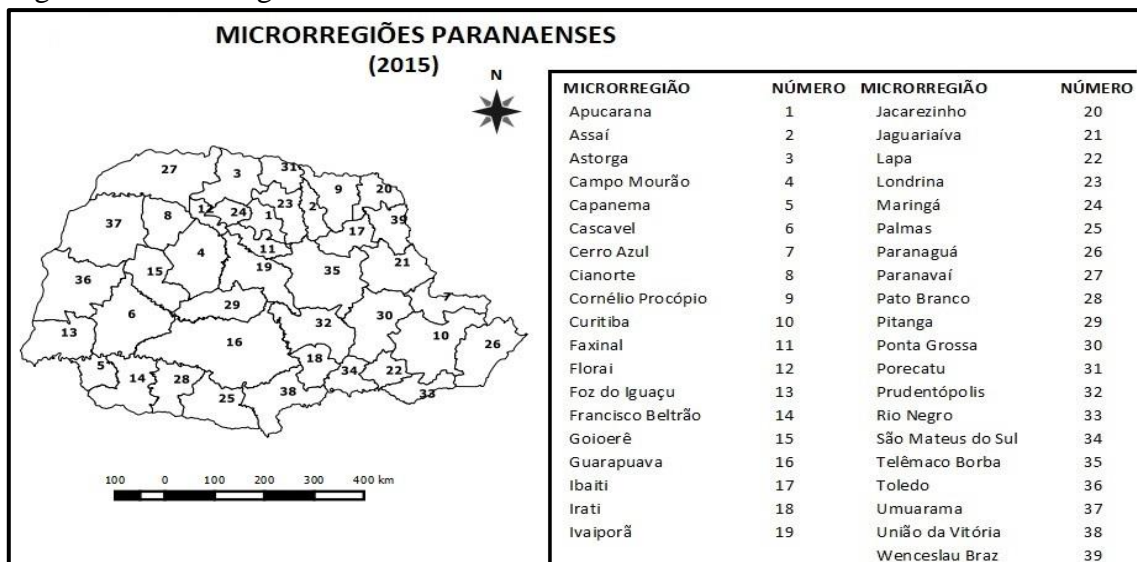 MICRORREGIÕES PARANAENSES
(2015)
N
27
3
31
9
20
37
8
12
24
1
23
2
17
39
4
11
36
15
19
35
21
6
29
7
32
30
10
26
13
16
18
5
14
28
34
22
25
38
33
100 0 100 200 300 400 km
MICRORREGIÃO NÚMERO MICRORREGIÃO NÚMERO
Apucarana 1 Jacarezinho 20
Assaí 2 Jaguariaíva 21
Astorga 3 Lapa 22
Campo Mourão 4 Londrina 23
Capanema 5 Maringá 24
Cascavel 6 Palmas 25
Cerro Azul 7 Paranaguá 26
Cianorte 8 Paranavaí 27
Cornélio Procópio 9 Pato Branco 28
Curitiba 10 Pitanga 29
Faxinal 11 Ponta Grossa 30
Florai 12 Porecatu 31
Foz do Iguaçu 13 Prudentópolis 32
Francisco Beltrão 14 Rio Negro 33
Goioerê 15 São Mateus do Sul 34
Guarapuava 16 Telêmaco Borba 35
Ibaiti 17 Toledo 36
Irati 18 Umuarama 37
Ivaiporã 19 União da Vitória 38
Wenceslau Braz 39